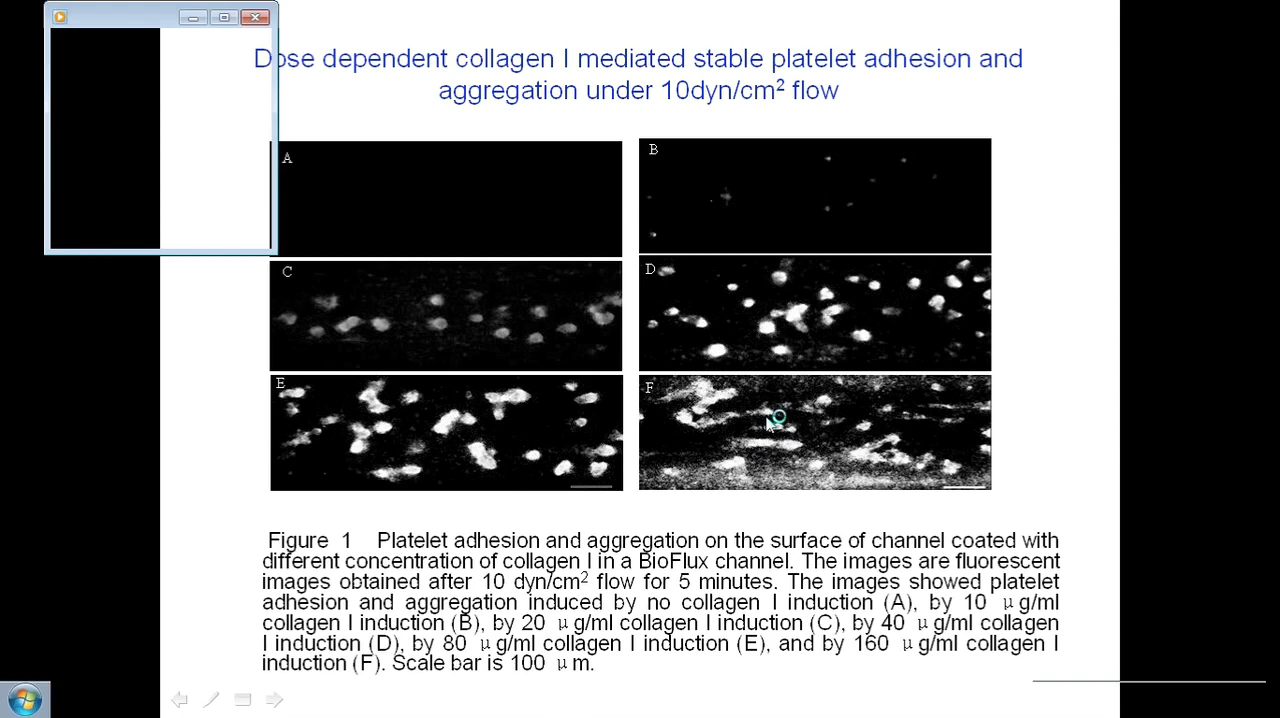 Dose dependent collagen I mediated stable platelet adhesion and
aggregation under 10dyn/cm² flow
A
B
C
D
E
F
Figure 1 Platelet adhesion and aggregation on the surface of channel coated with
different concentration of collagen I in a BioFlux channel. The images are fluorescent
images obtained after 10 dyn/cm² flow for 5 minutes. The images showed platelet
adhesion and aggregation induced by no collagen I induction (A), by 10 μg/ml
collagen I induction (B), by 20 μg/ml collagen I induction (C), by 40 μg/ml collagen
I induction (D), by 80 μg/ml collagen I induction (E), and by 160 μg/ml collagen I
induction (F). Scale bar is 100 μm.